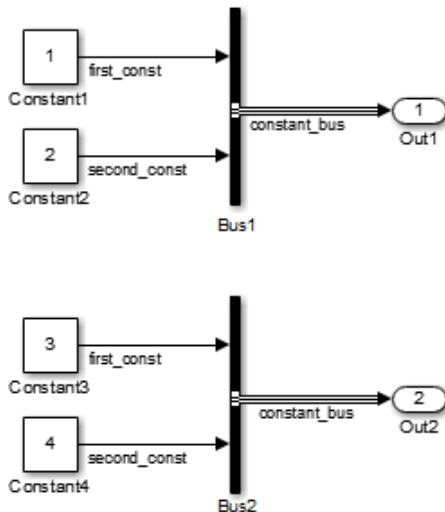 1
first_const
Constant1
constant_bus
1
Out1
2
second_const
Constant2
Bus1
3
first_const
Constant3
constant_bus
2
Out2
4
second_const
Constant4
Bus2